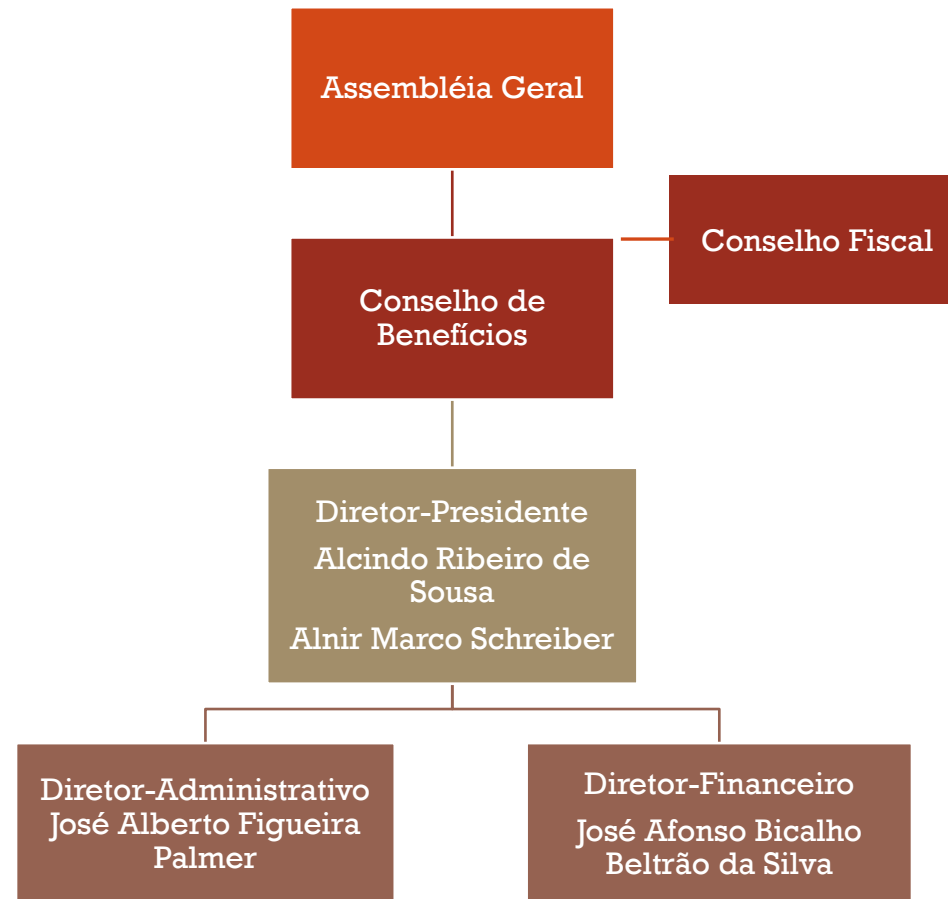 Assembléia Geral
Conselho Fiscal
Conselho de
Benefícios
Diretor-Presidente
Alcindo Ribeiro de
Sousa
Alnir Marco Schreiber
Diretor-Administrativo
José Alberto Figueira
Palmer
Diretor-Financeiro
José Afonso Bicalho
Beltrão da Silva